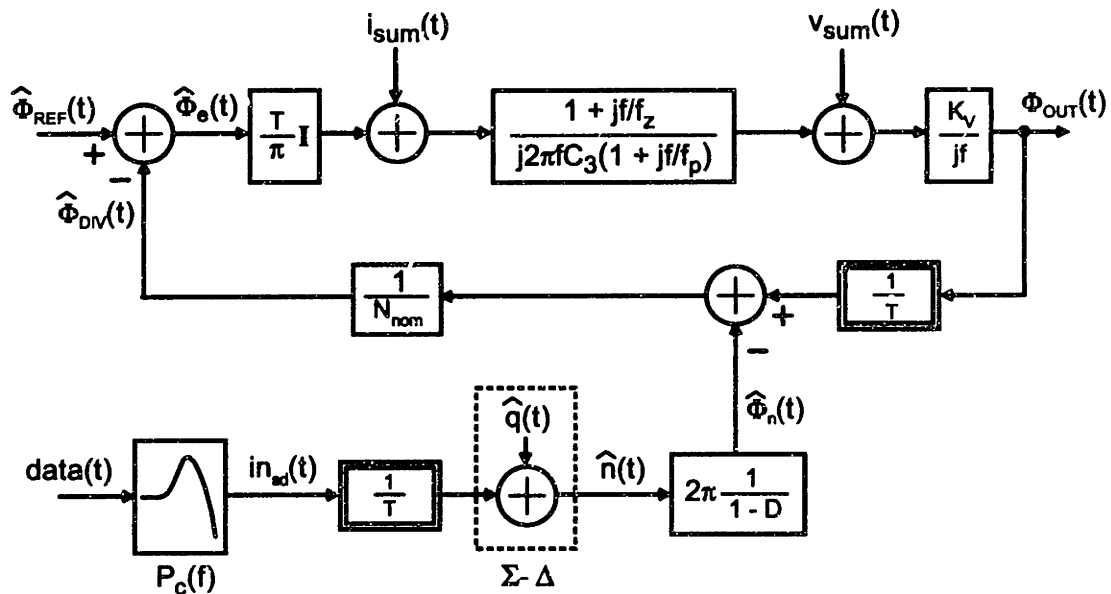 i_sum(t)
v_sum(t)
Φ̂_REF(t)
Φ̂_e(t)
T/π I
1 + jf/f_z
j2πfC_3(1 + jf/f_p)
K_v
jf
Φ_OUT(t)
+
−
Φ̂_DIV(t)
1
N_nom
+
−
1
T
Φ̂_n(t)
q̂(t)
data(t)
in_sd(t)
1
T
n̂(t)
2π 1/(1 - D)
P_c(f)
Σ-Δ